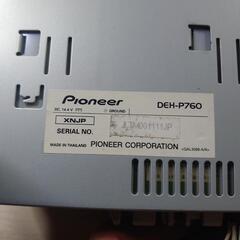 Pioneer DEH-P760
DC 14.4 V GROUND
XNJP
SERIAL NO.
MADE IN THAILAND PIONEER CORPORATION